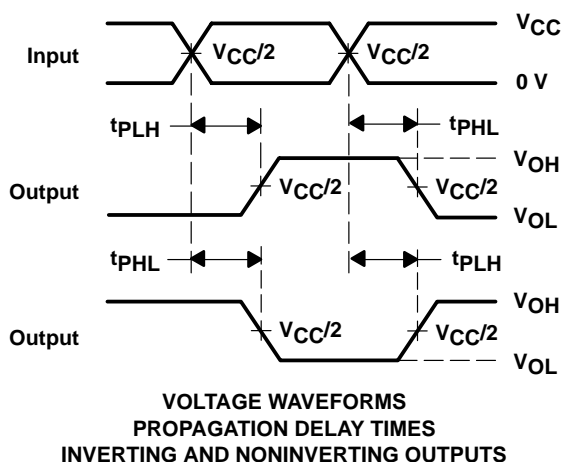 VCC
Input
VCC/2
VCC/2
0 V
tPLH
tPHL
VOH
Output
VCC/2
VCC/2
VOL
tPHL
tPLH
VOH
Output
VCC/2
VCC/2
VOL
VOLTAGE WAVEFORMS
PROPAGATION DELAY TIMES
INVERTING AND NONINVERTING OUTPUTS